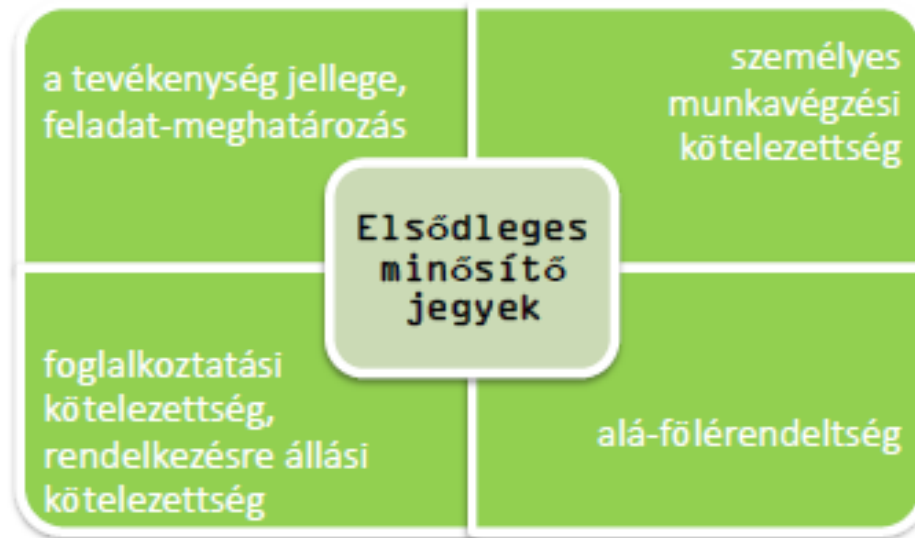 a tevékenység jellege,
feladat-meghatározás
személyes
munkavégzési
kötelezettség
Elsődleges
minősítő
jegyek
foglalkoztatási
kötelezettség,
rendelkezésre állási
kötelezettség
alá-fölérendeltség